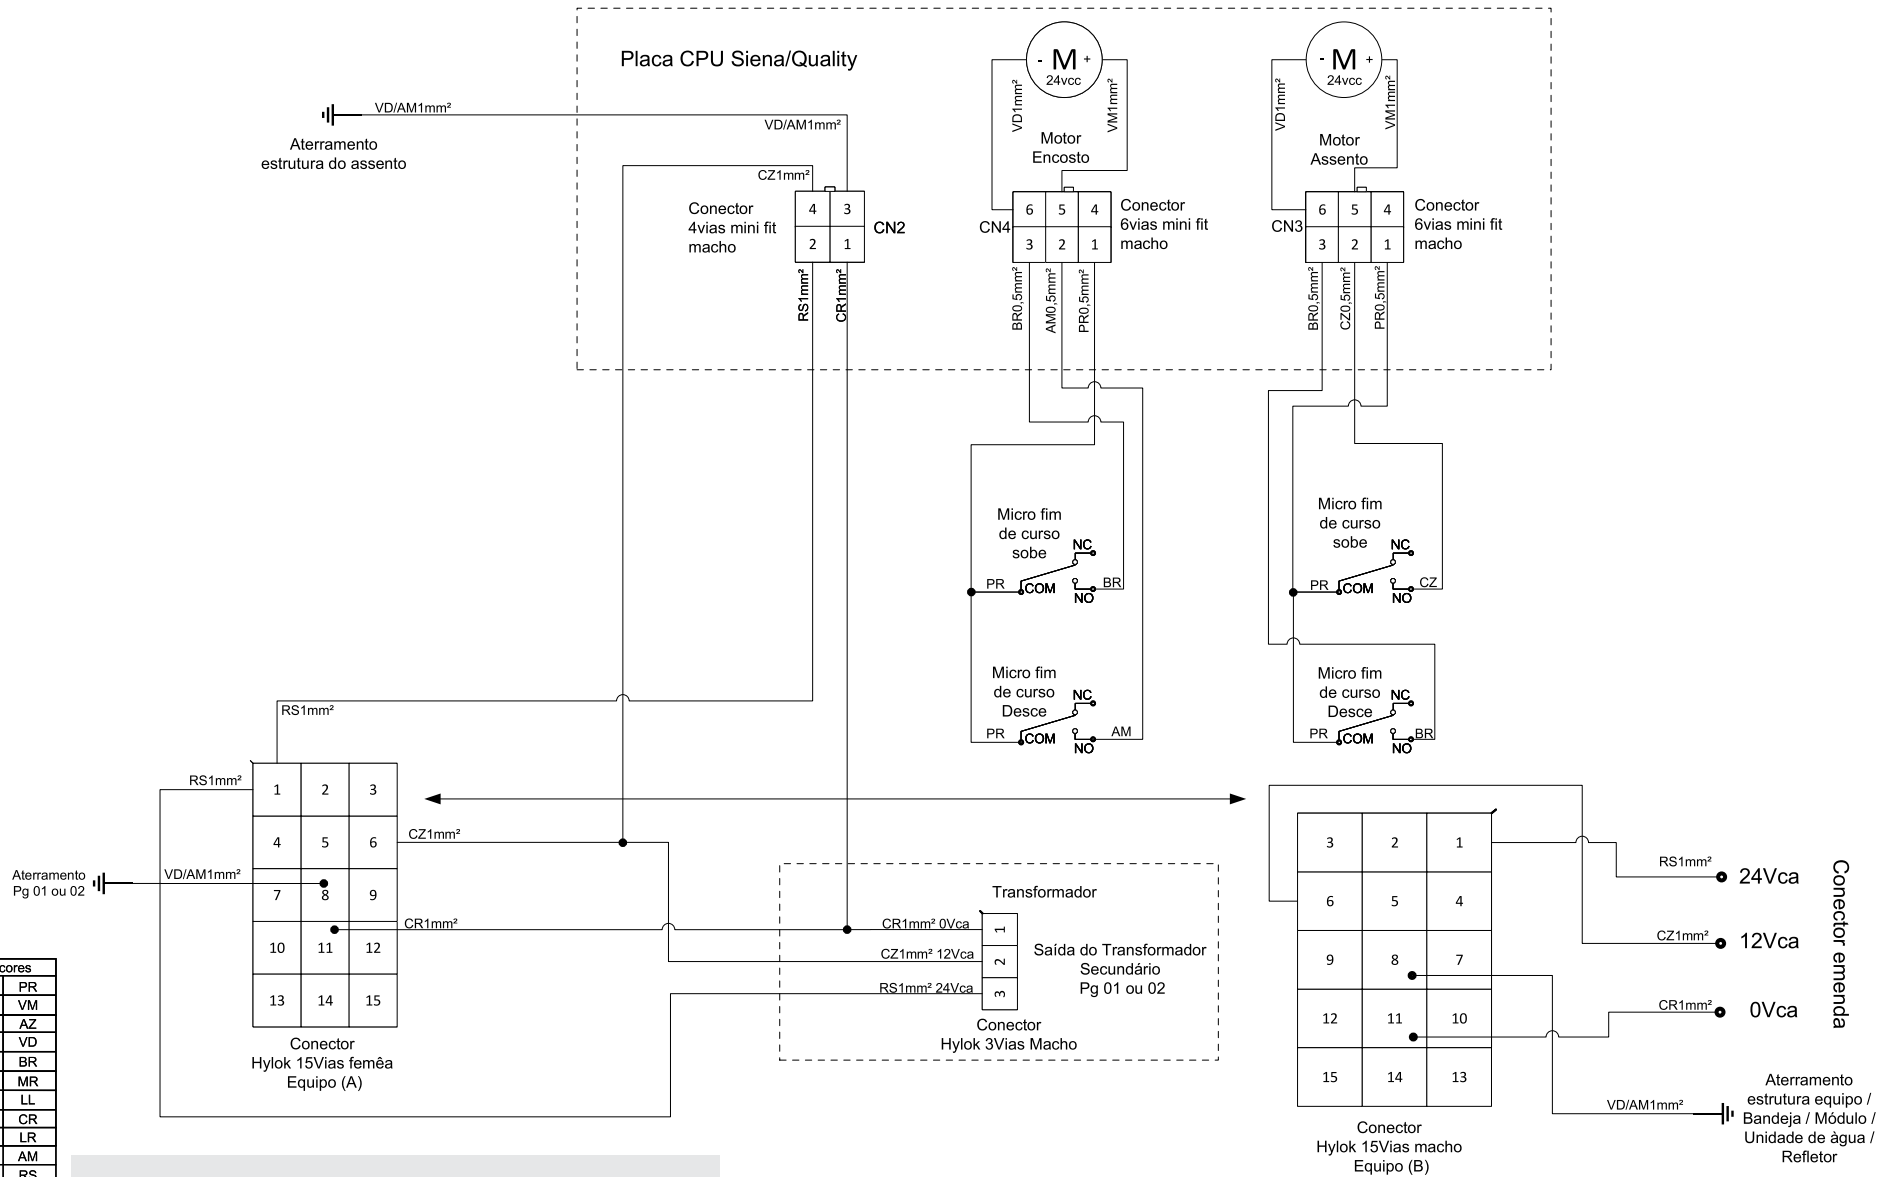 Placa CPU Siena/Quality
- M +
24vcc
VD1mm²
VM1mm²
Motor
Encosto
- M +
24vcc
VD1mm²
VM1mm²
Motor
Assento
VD/AM1mm²
VD/AM1mm²
Aterramento
estrutura do assento
CZ1mm²
Conector
4vias mini fit
macho
4 3
2 1
CN2
RS1mm²
CR1mm²
CN4
6 5 4
3 2 1
Conector
6vias mini fit
macho
BR0,5mm²
AM0,5mm²
PR0,5mm²
CN3
6 5 4
3 2 1
Conector
6vias mini fit
macho
BR0,5mm²
CZ0,5mm²
PR0,5mm²
Micro fim
de curso
sobe
NC
PR
COM
BR
NO
Micro fim
de curso
Desce
NC
PR
COM
AM
NO
Micro fim
de curso
sobe
NC
PR
COM
CZ
NO
Micro fim
de curso
Desce
NC
PR
COM
BR
NO
RS1mm²
RS1mm²
1 2 3
4 5 6
7 8 9
10 11 12
13 14 15
CZ1mm²
VD/AM1mm²
Aterramento
Pg 01 ou 02
CR1mm²
Conector
Hylok 15Vias femêa
Equipo (A)
Transformador
CR1mm² 0Vca
CZ1mm² 12Vca
RS1mm² 24Vca
1
2
3
Saída do Transformador
Secundário
Pg 01 ou 02
Conector
Hylok 3Vias Macho
3 2 1
6 5 4
9 8 7
12 11 10
15 14 13
Conector
Hylok 15Vias macho
Equipo (B)
RS1mm²
24Vca
CZ1mm²
12Vca
CR1mm²
0Vca
Conector emenda
VD/AM1mm²
Aterramento
estrutura equipo /
Bandeja / Módulo /
Unidade de àgua /
Refletor
cores
PR
VM
AZ
VD
BR
MR
LL
CR
LR
AM
RS